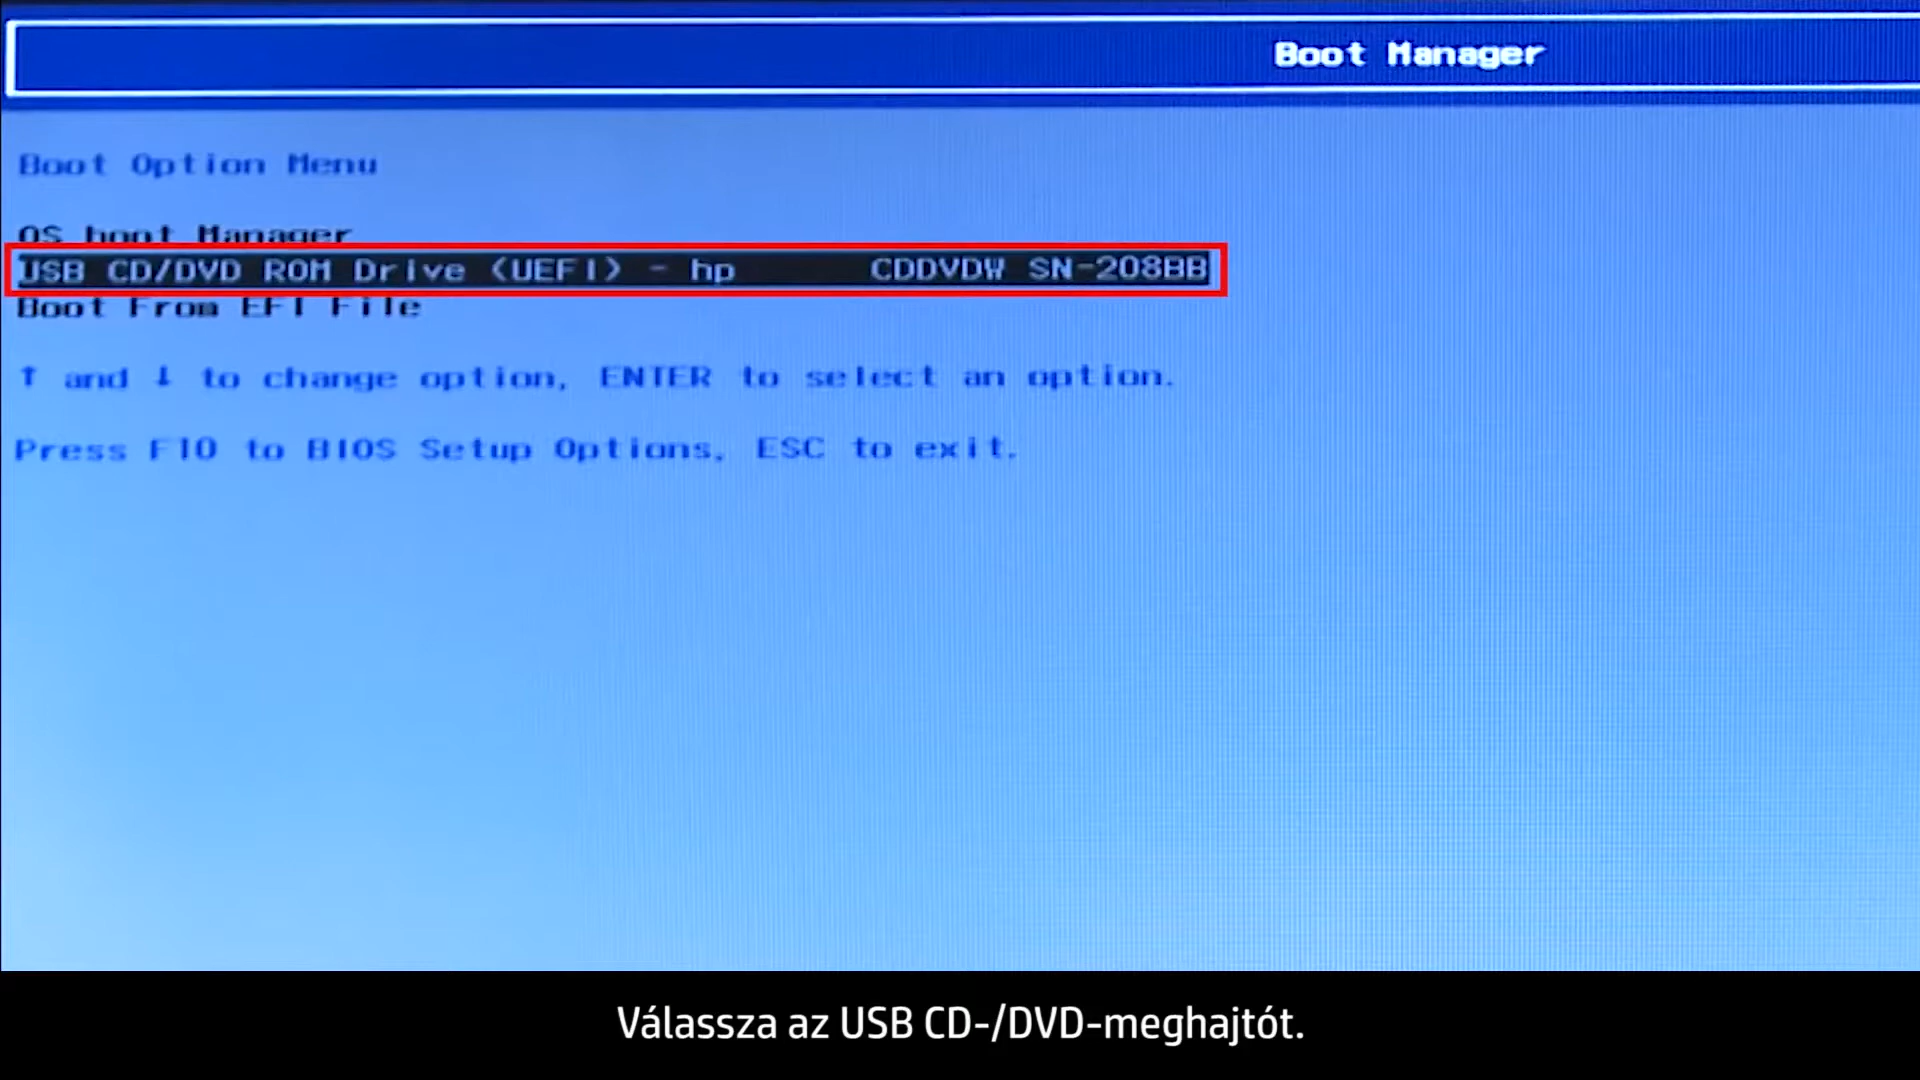 Boot Manager
Boot Option Menu
OS boot Manager
USB CD/DVD ROM Drive (UEFI) - hp CDDVDW SN-208BB
Boot From EFI File
↑ and ↓ to change option, ENTER to select an option.
Press F10 to BIOS Setup Options, ESC to exit.
Válassza az USB CD-/DVD-meghajtót.